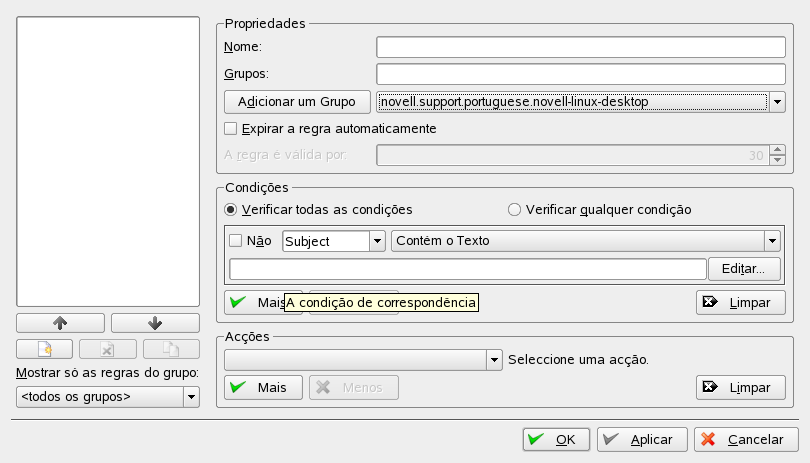 Propriedades
Nome:
Grupos:
Adicionar um Grupo
novell.support.portuguese.novell-linux-desktop
Expirar a regra automaticamente
A regra é válida por:
30
Condições
Verificar todas as condições
Verificar qualquer condição
Não
Subject
Contém o Texto
Editar...
Mais
A condição de correspondência
Limpar
Mostrar só as regras do grupo:
<todos os grupos>
Acções
Seleccione uma acção.
Mais
Menos
Limpar
OK
Aplicar
Cancelar